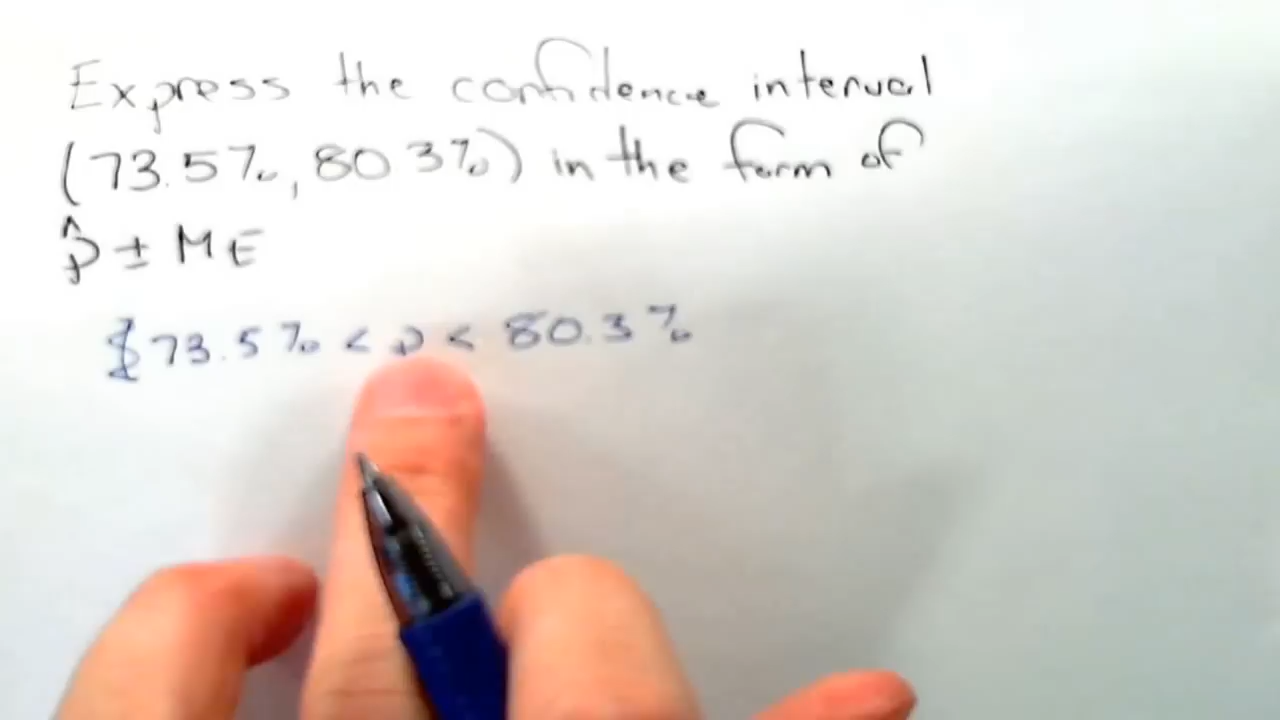 Express the confidence interval
(73.5%, 80.3%) in the form of
p̂ ± ME
73.5% < p < 80.3%